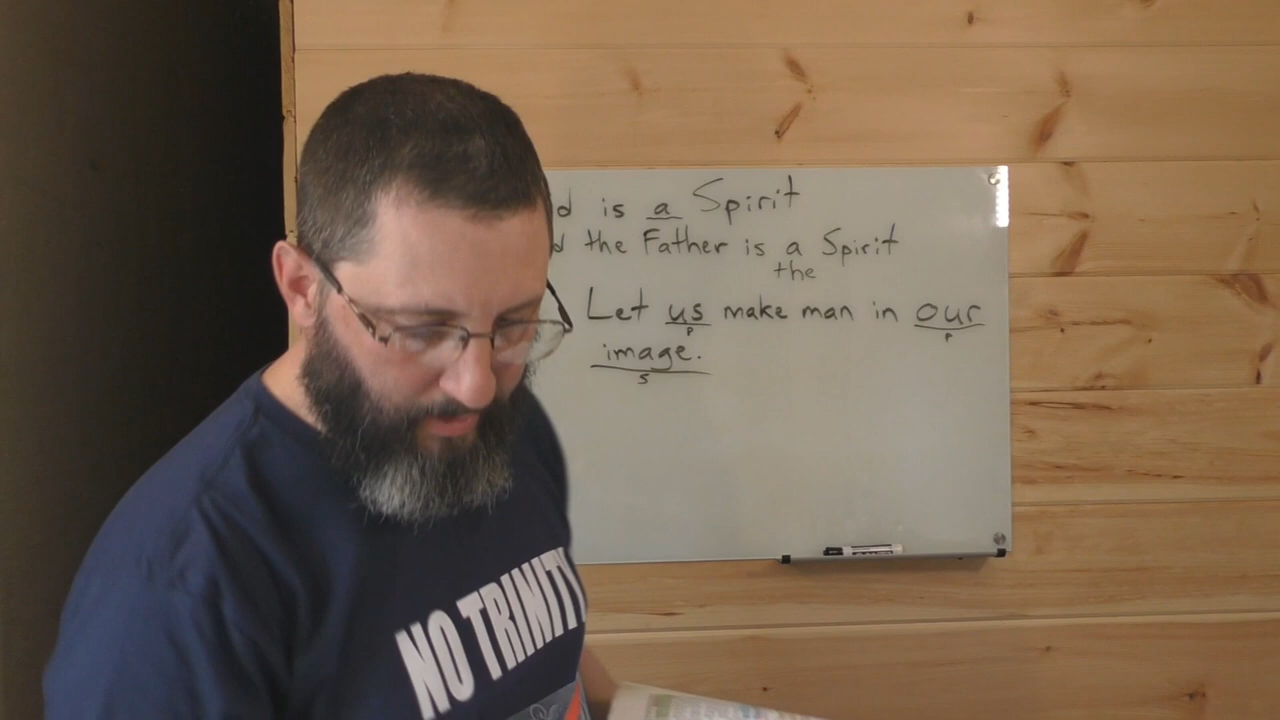 d is a Spirit
d the Father is a Spirit
the
Let us make man in our
P P
image.
S
NO TRINITY